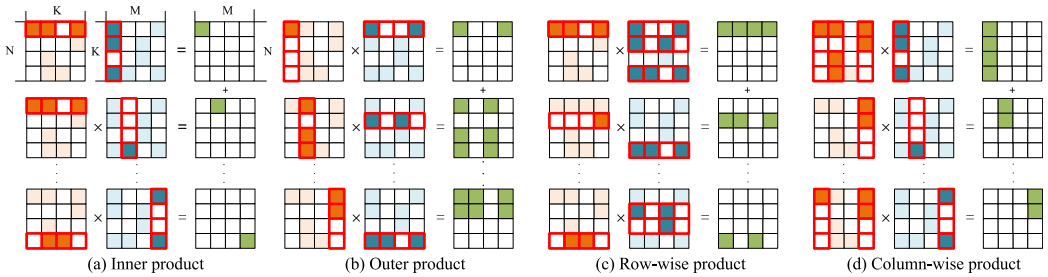 K M M
N K = N × = × = × =
+ + + +
× = × = × = × =
× = × = × = × =
(a) Inner product (b) Outer product (c) Row-wise product (d) Column-wise product